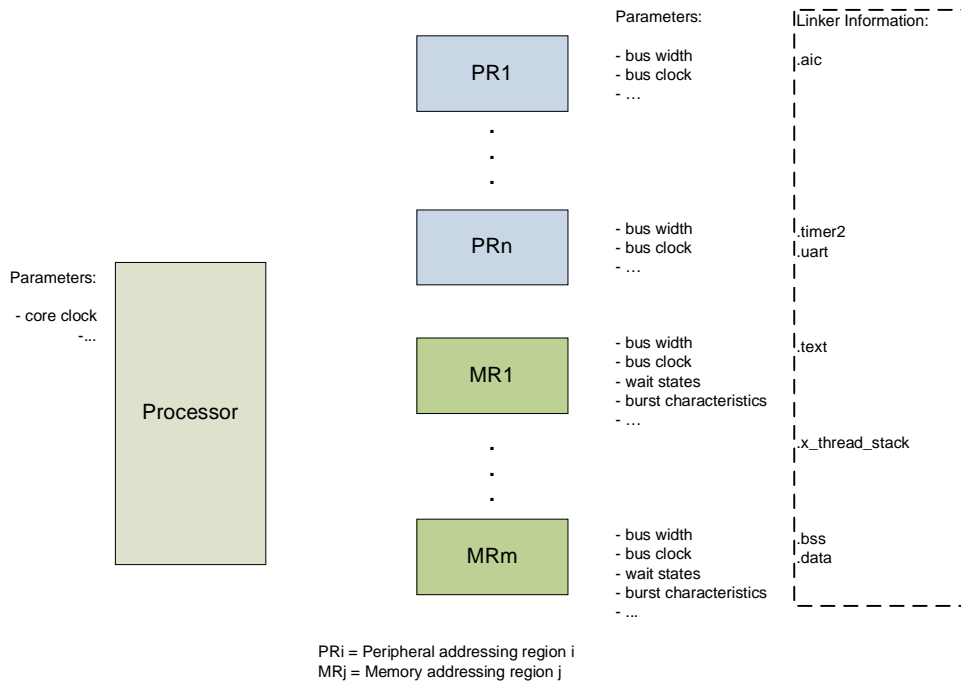 Parameters:
Linker Information:
PR1
- bus width
- bus clock
- ...
.aic
.
.
.
PRn
- bus width
- bus clock
- ...
.timer2
.uart
Parameters:
- core clock
-...
Processor
MR1
- bus width
- bus clock
- wait states
- burst characteristics
- ...
.text
.
.
.
.x_thread_stack
MRm
- bus width
- bus clock
- wait states
- burst characteristics
- ...
.bss
.data
PRi = Peripheral addressing region i
MRj = Memory addressing region j